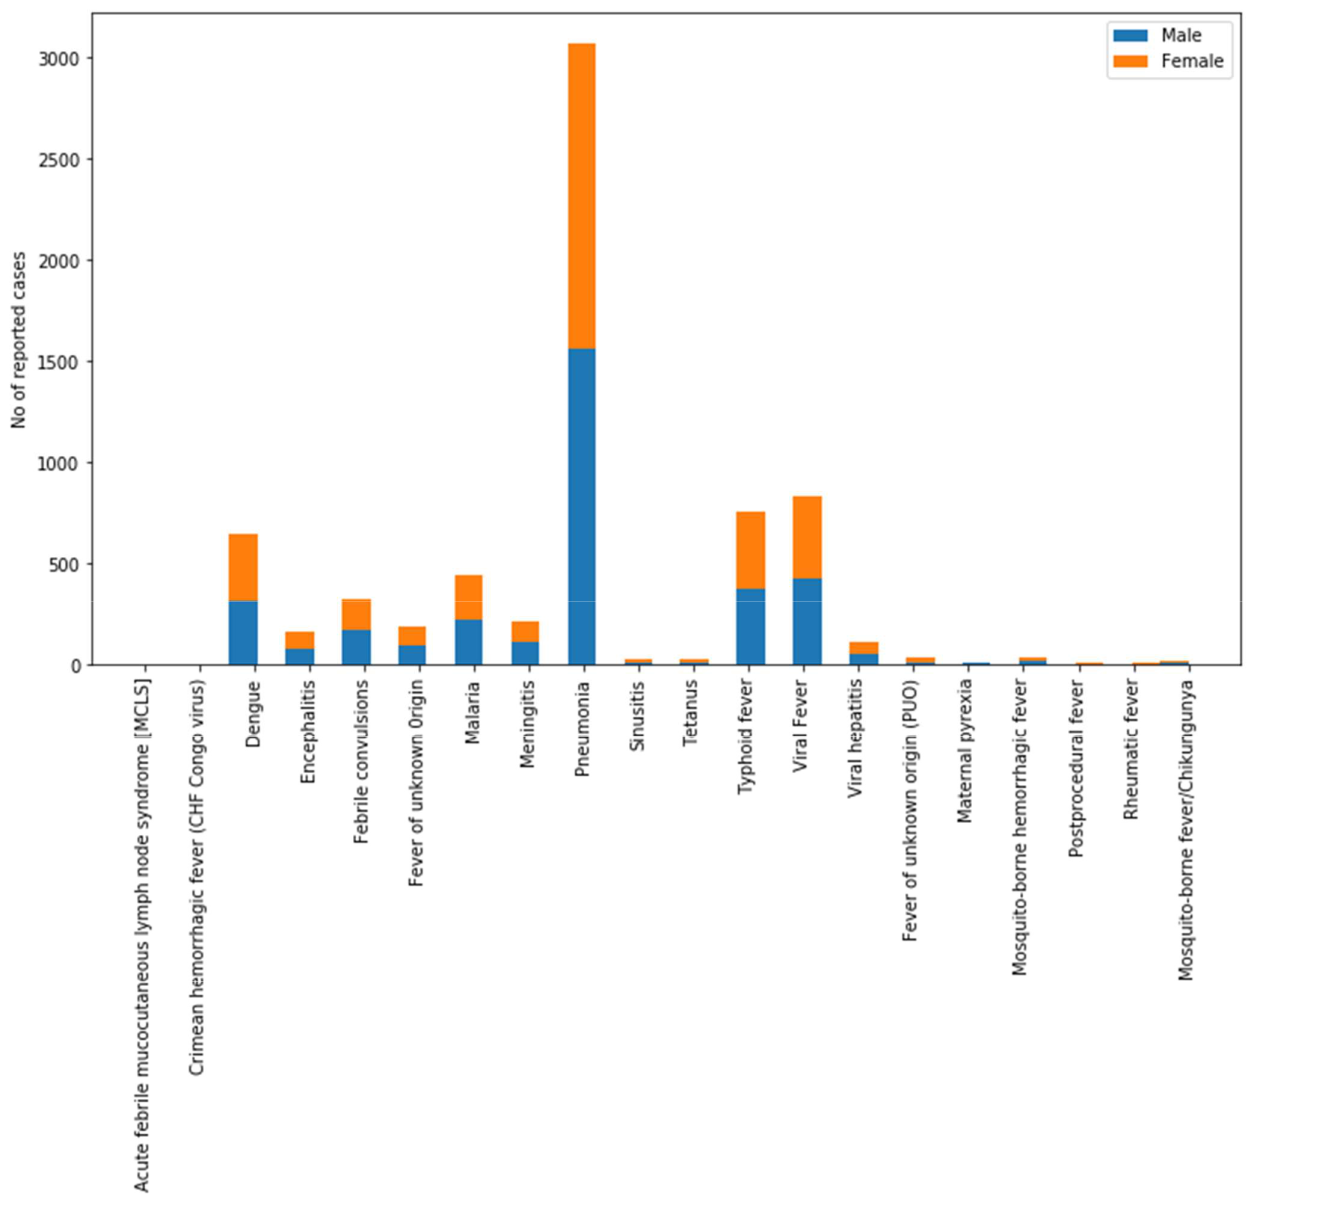 Male
Female
No of reported cases
3000
2500
2000
1500
1000
500
0
Acute febrile mucocutaneous lymph node syndrome [MCLS]
Crimean hemorrhagic fever (CHF Congo virus)
Dengue
Encephalitis
Febrile convulsions
Fever of unknown 0rigin
Malaria
Meningitis
Pneumonia
Sinusitis
Tetanus
Typhoid fever
Viral Fever
Viral hepatitis
Fever of unknown origin (PUO)
Maternal pyrexia
Mosquito-borne hemorrhagic fever
Postprocedural fever
Rheumatic fever
Mosquito-borne fever/Chikungunya